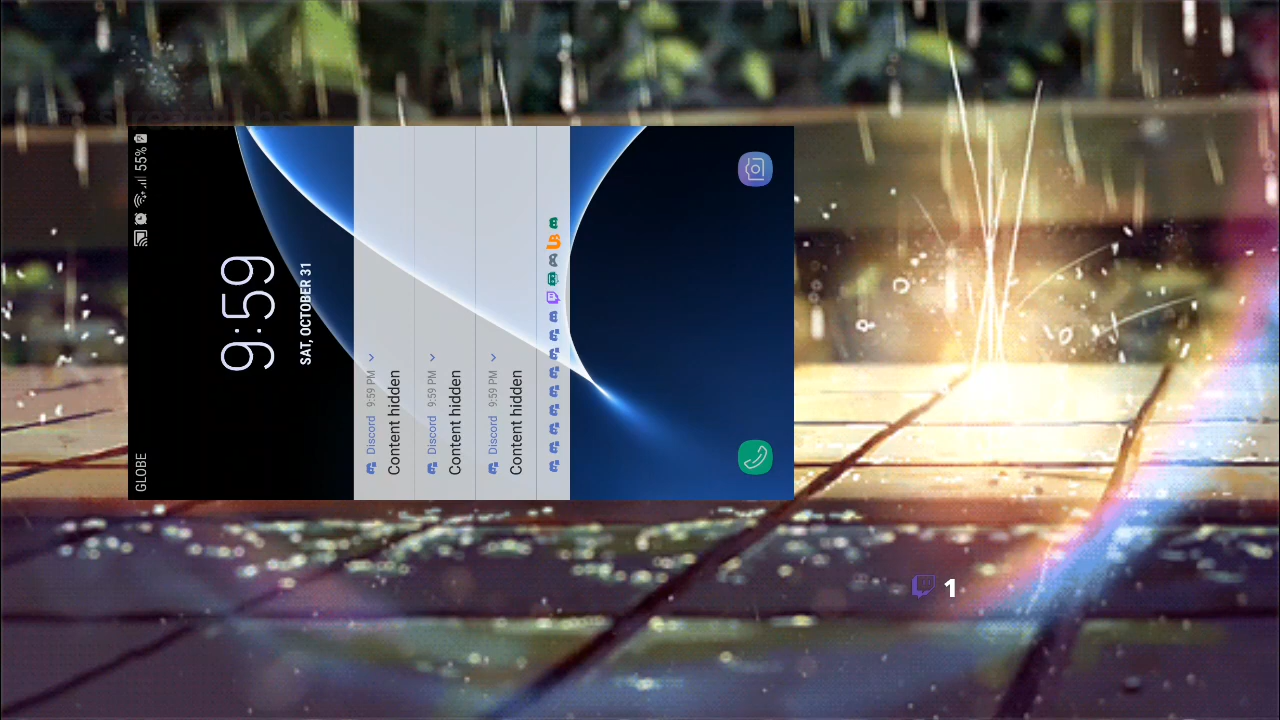 GLOBE
55%
9:59
SAT, OCTOBER 31
Discord 9:59 PM
Content hidden
Discord 9:59 PM
Content hidden
Discord 9:59 PM
Content hidden
1